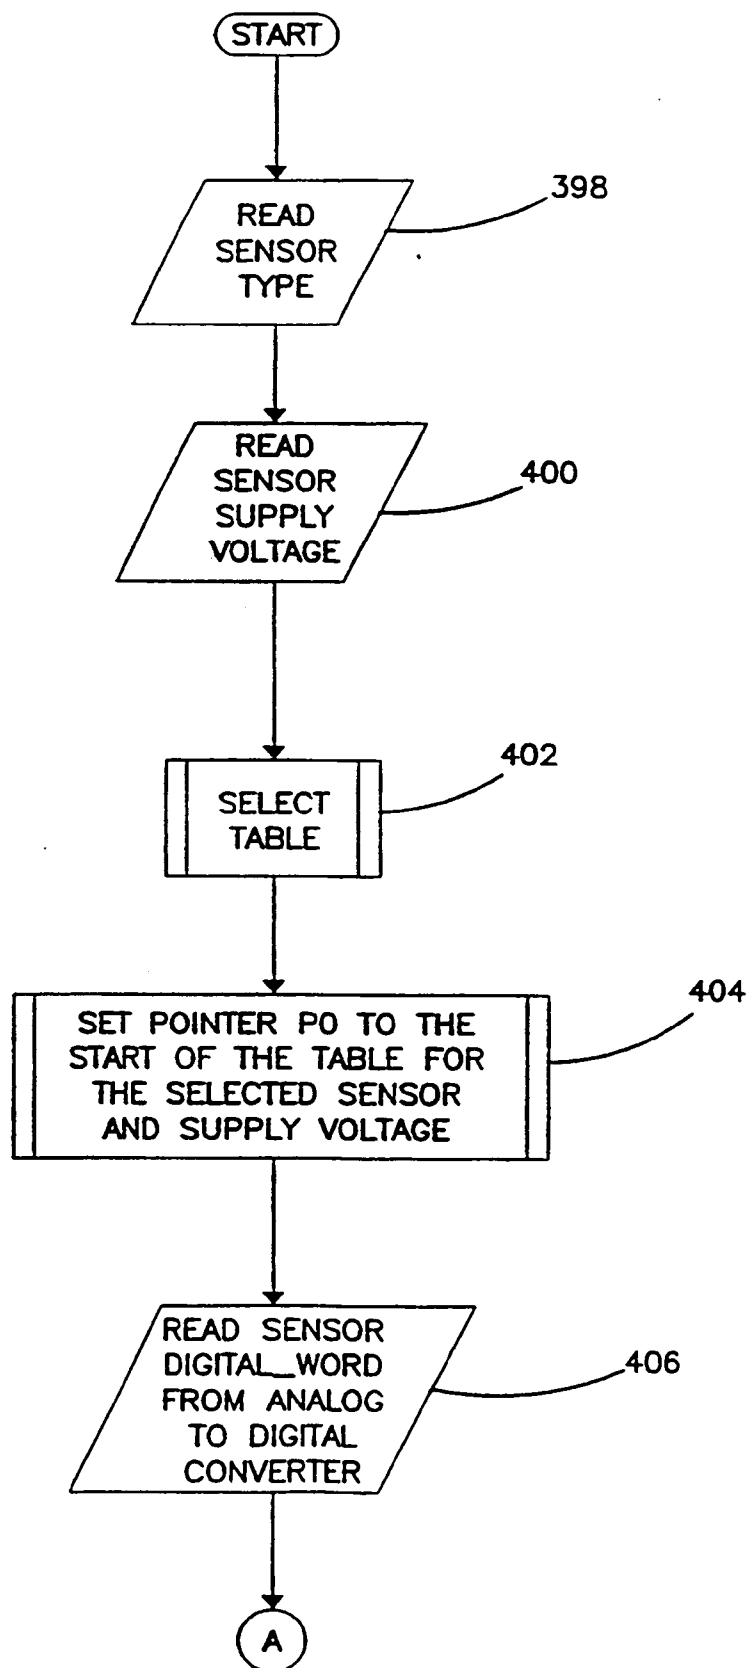 START
READ
SENSOR
TYPE
398
READ
SENSOR
SUPPLY
VOLTAGE
400
SELECT
TABLE
402
SET POINTER P0 TO THE
START OF THE TABLE FOR
THE SELECTED SENSOR
AND SUPPLY VOLTAGE
404
READ SENSOR
DIGITAL_WORD
FROM ANALOG
TO DIGITAL
CONVERTER
406
A